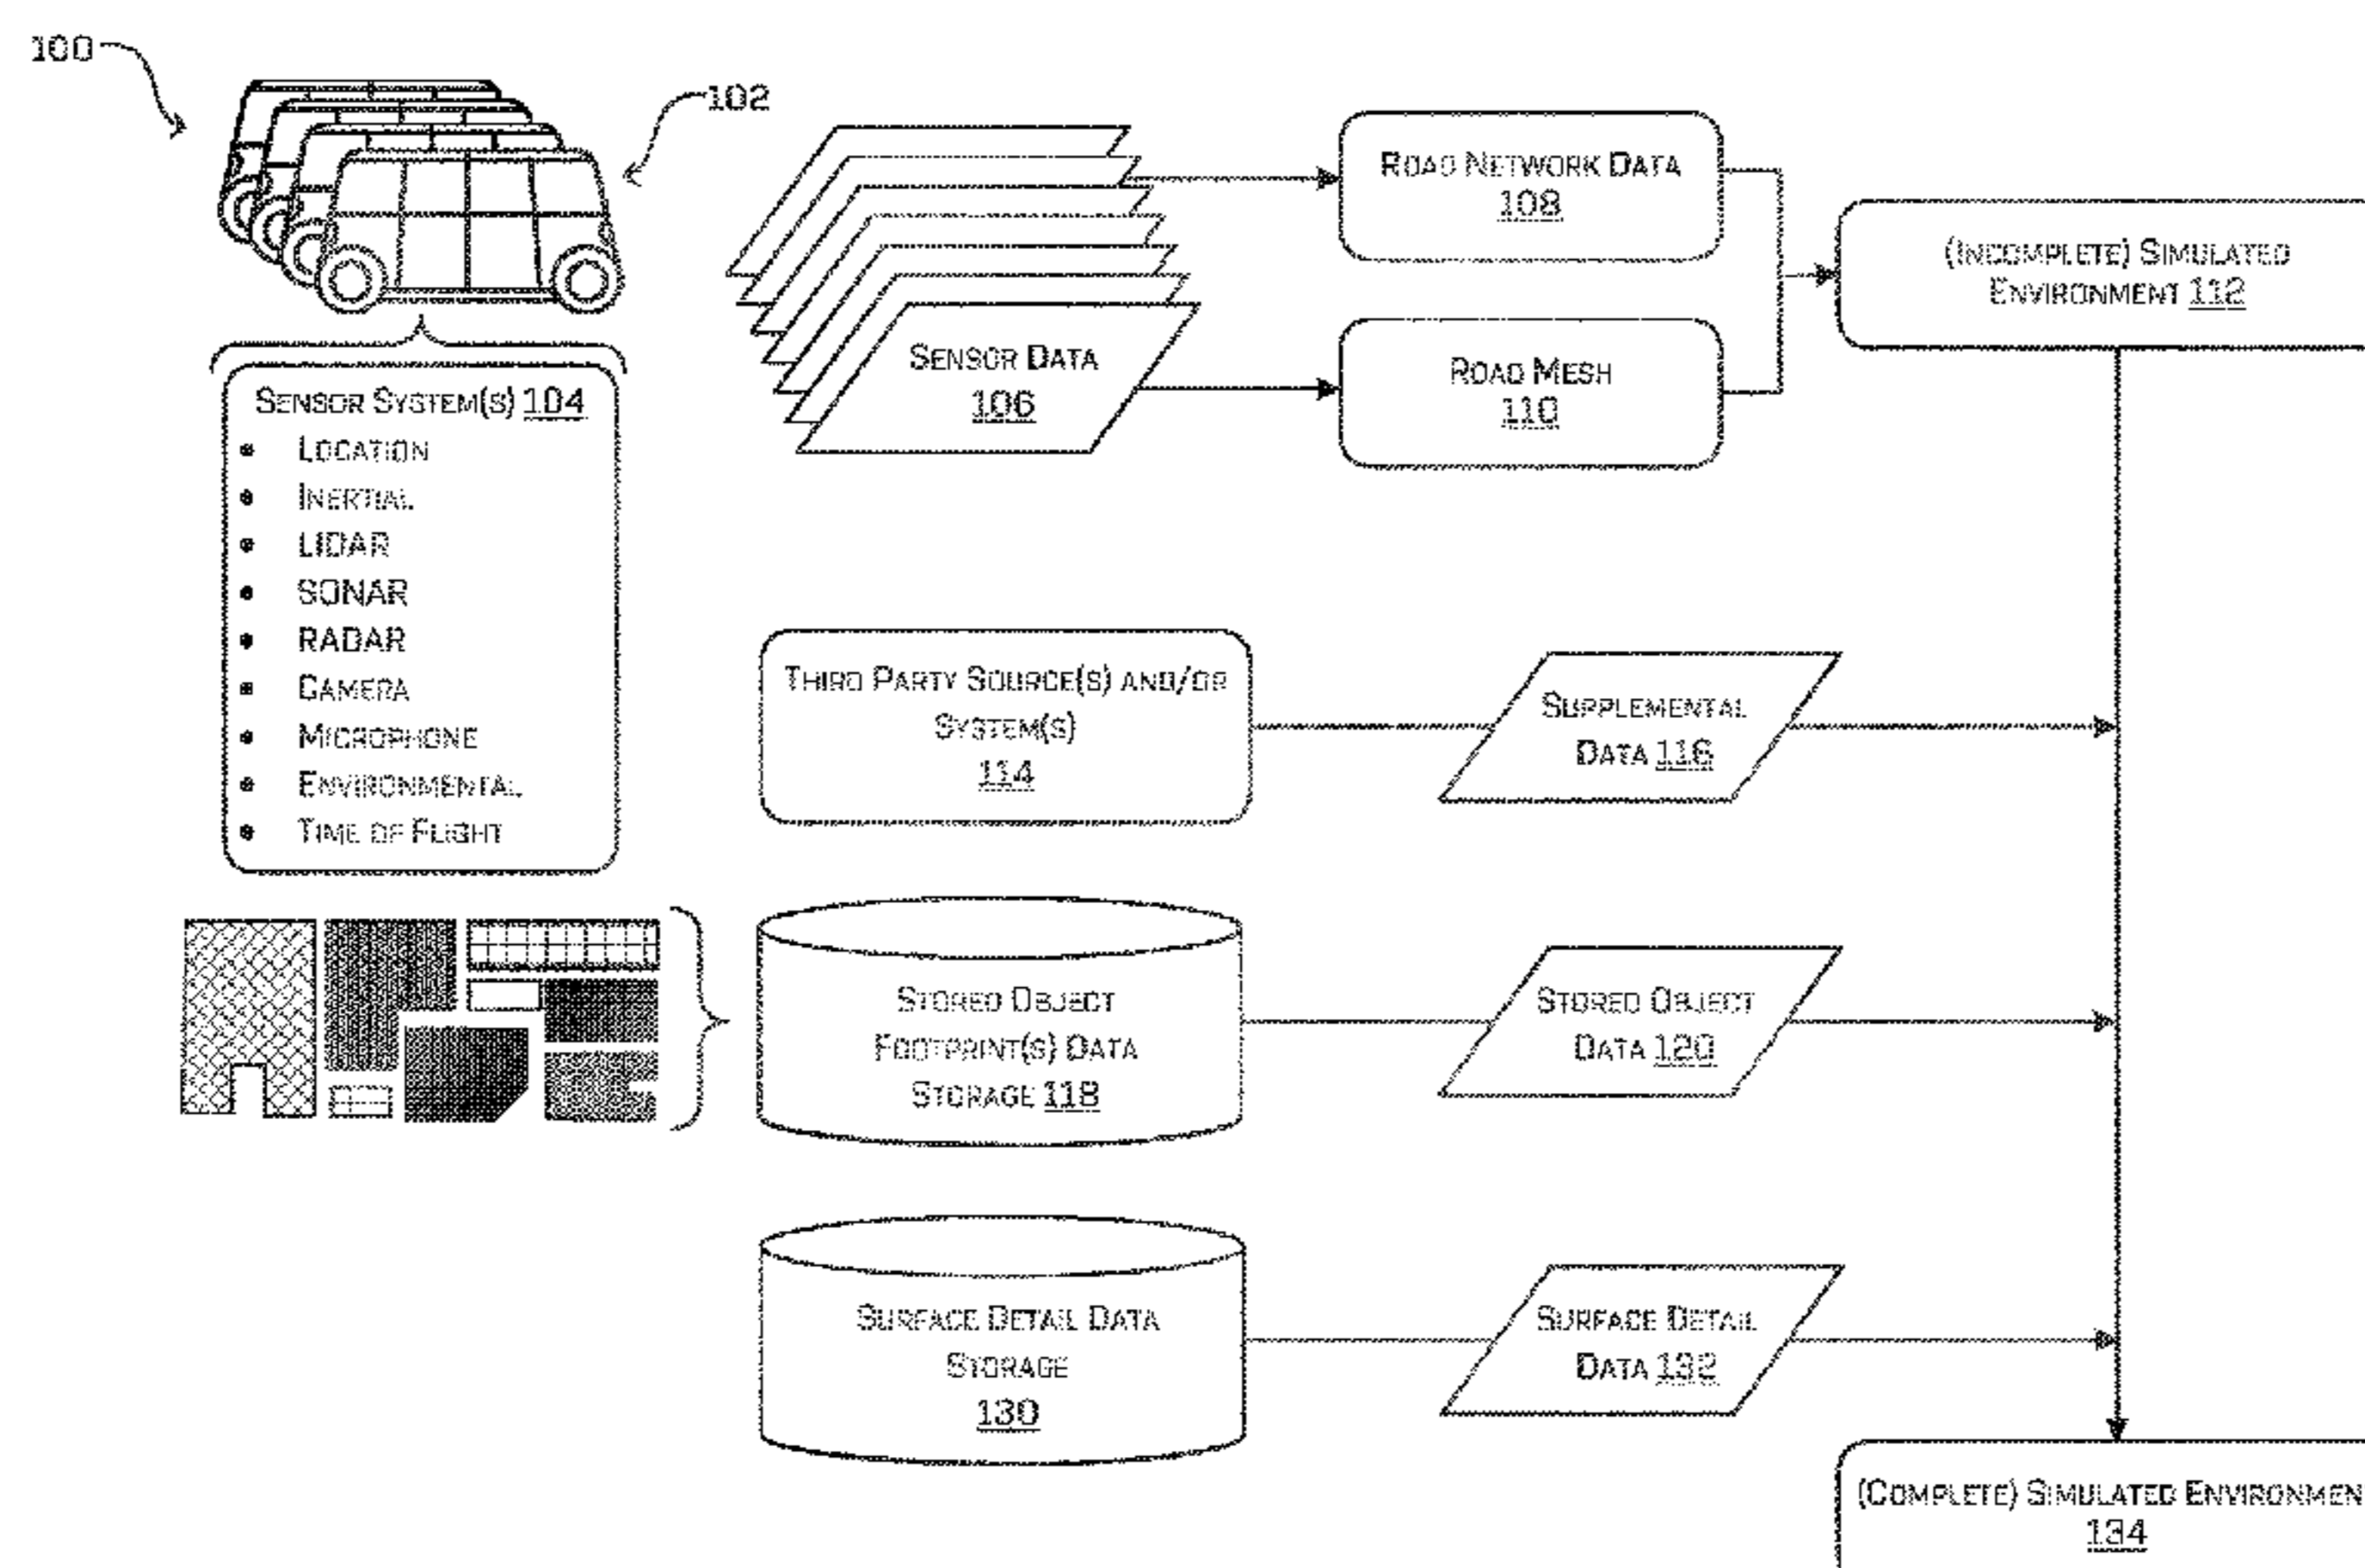 100
102
SENSOR SYSTEM(S) 104
• LOCATION
• INERTIAL
• LIDAR
• SONAR
• RADAR
• CAMERA
• MICROPHONE
• ENVIRONMENTAL
• TIME OF FLIGHT
SENSOR DATA
106
ROAD NETWORK DATA
108
ROAD MESH
110
(INCOMPLETE) SIMULATED
ENVIRONMENT 112
THIRD PARTY SOURCE(S) AND/OR
SYSTEM(S)
114
SUPPLEMENTAL
DATA 116
STORED OBJECT
FOOTPRINT(S) DATA
STORAGE 118
STORED OBJECT
DATA 120
SURFACE DETAIL DATA
STORAGE
130
SURFACE DETAIL
DATA 132
(COMPLETE) SIMULATED ENVIRONMEN
134